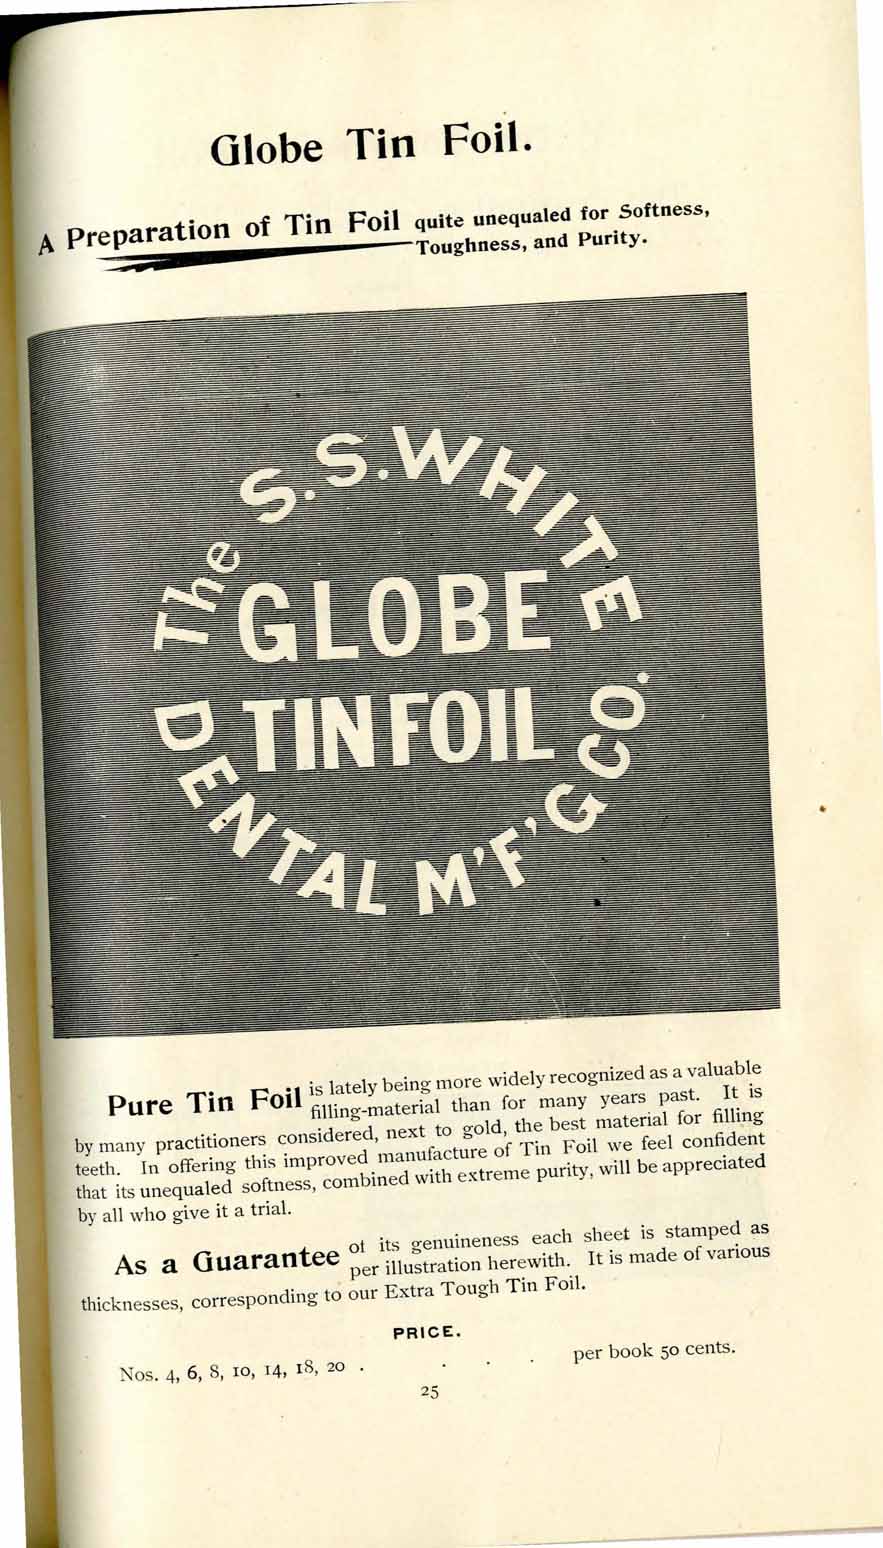 Globe Tin Foil.
A Preparation of Tin Foil quite unequaled for Softness,
Toughness, and Purity.
The S.S. WHITE
GLOBE
TIN FOIL
DENTAL M'F'G CO.
Pure Tin Foil is lately being more widely recognized as a valuable
filling-material than for many years past. It is
by many practitioners considered, next to gold, the best material for filling
teeth. In offering this improved manufacture of Tin Foil we feel confident
that its unequaled softness, combined with extreme purity, will be appreciated
by all who give it a trial.
As a Guarantee of its genuineness each sheet is stamped as
per illustration herewith. It is made of various
thicknesses, corresponding to our Extra Tough Tin Foil.
PRICE.
Nos. 4, 6, 8, 10, 14, 18, 20 . . . . per book 50 cents.
25